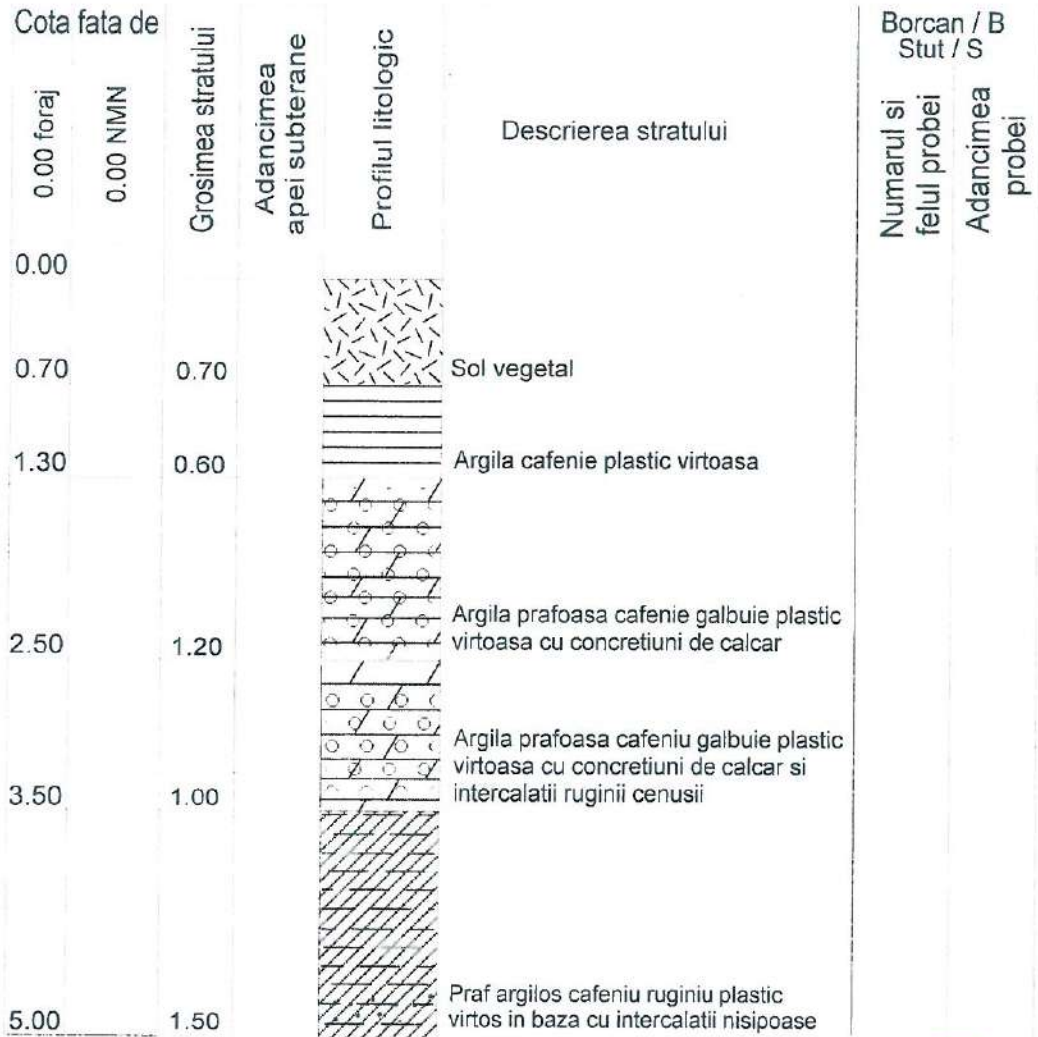 Cota fata de
0.00 foraj
0.00 NMN
Grosimea stratului
Adancimea
apei subterane
Profilul litologic
Descrierea stratului
Borcan / B
Stut / S
Numarul si
felul probei
Adancimea
probei
0.00
0.70 0.70 Sol vegetal
1.30 0.60 Argila cafenie plastic virtoasa
Argila prafoasa cafenie galbuie plastic
2.50 1.20 virtoasa cu concretiuni de calcar
Argila prafoasa cafeniu galbuie plastic
virtoasa cu concretiuni de calcar si
3.50 1.00 intercalatii ruginii cenusii
Praf argilos cafeniu ruginiu plastic
5.00 1.50 virtos in baza cu intercalatii nisipoase